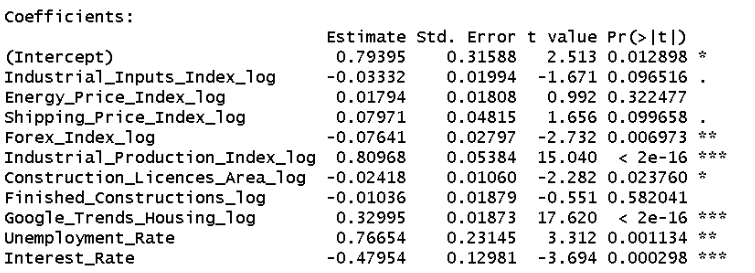 Coefficients:
Estimate Std. Error t value Pr(>|t|)
(Intercept) 0.79395 0.31588 2.513 0.012898 *
Industrial_Inputs_Index_log -0.03332 0.01994 -1.671 0.096516 .
Energy_Price_Index_log 0.01794 0.01808 0.992 0.322477
Shipping_Price_Index_log 0.07971 0.04815 1.656 0.099658 .
Forex_Index_log -0.07641 0.02797 -2.732 0.006973 **
Industrial_Production_Index_log 0.80968 0.05384 15.040 < 2e-16 ***
Construction_Licences_Area_log -0.02418 0.01060 -2.282 0.023760 *
Finished_Constructions_log -0.01036 0.01879 -0.551 0.582041
Google_Trends_Housing_log 0.32995 0.01873 17.620 < 2e-16 ***
Unemployment_Rate 0.76654 0.23145 3.312 0.001134 **
Interest_Rate -0.47954 0.12981 -3.694 0.000298 ***